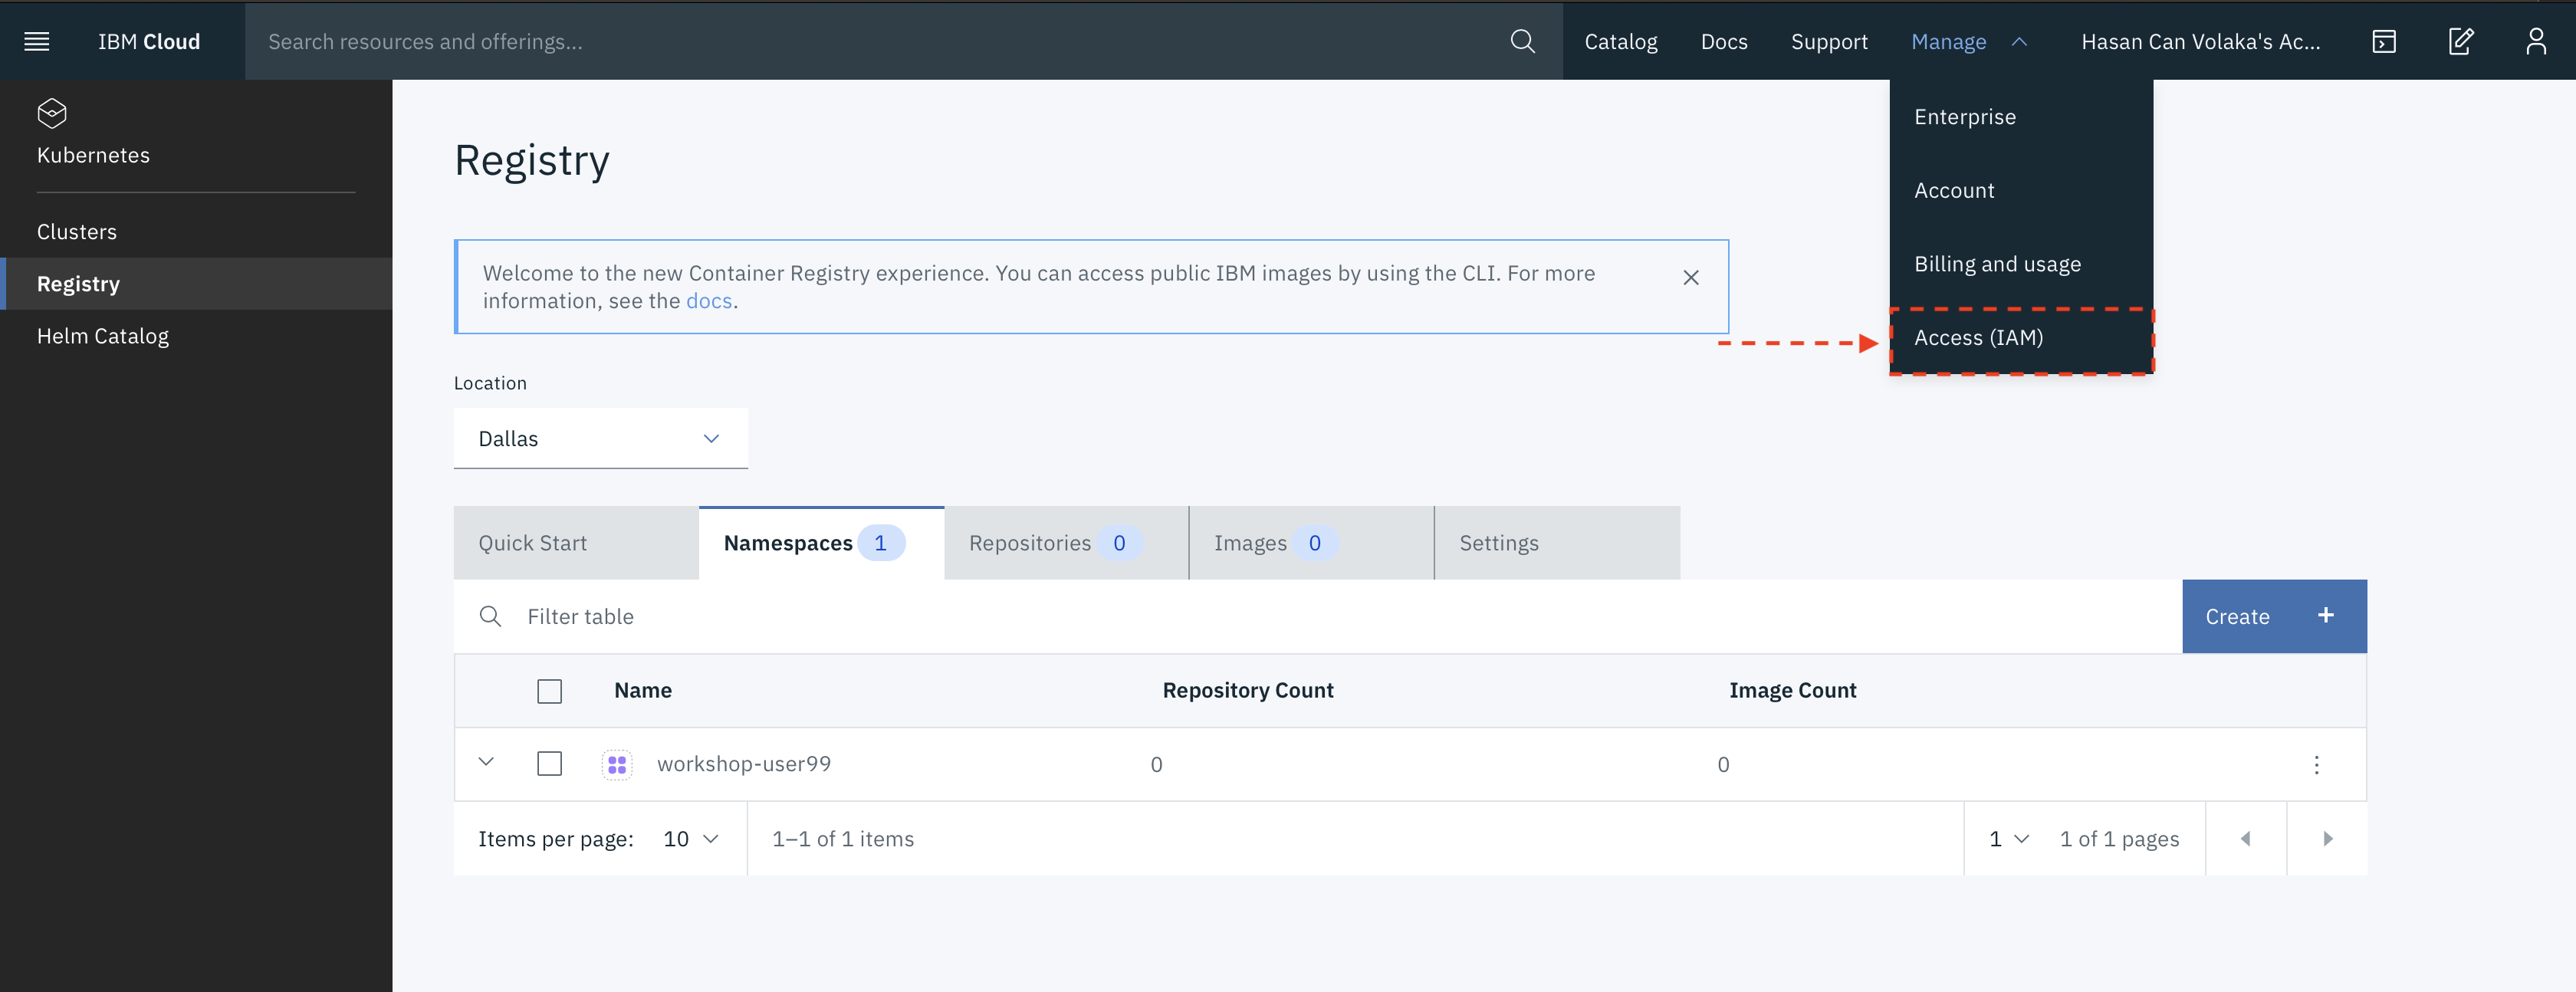 IBM Cloud
Search resources and offerings...
Catalog
Docs
Support
Manage
Hasan Can Volaka's Ac...
Enterprise
Account
Billing and usage
Access (IAM)
Kubernetes
Clusters
Registry
Helm Catalog
Registry
Welcome to the new Container Registry experience. You can access public IBM images by using the CLI. For more
information, see the docs.
Location
Dallas
Quick Start
Namespaces 1
Repositories 0
Images 0
Settings
Filter table
Create +
Name
Repository Count
Image Count
workshop-user99
0
0
Items per page: 10
1–1 of 1 items
1
1 of 1 pages